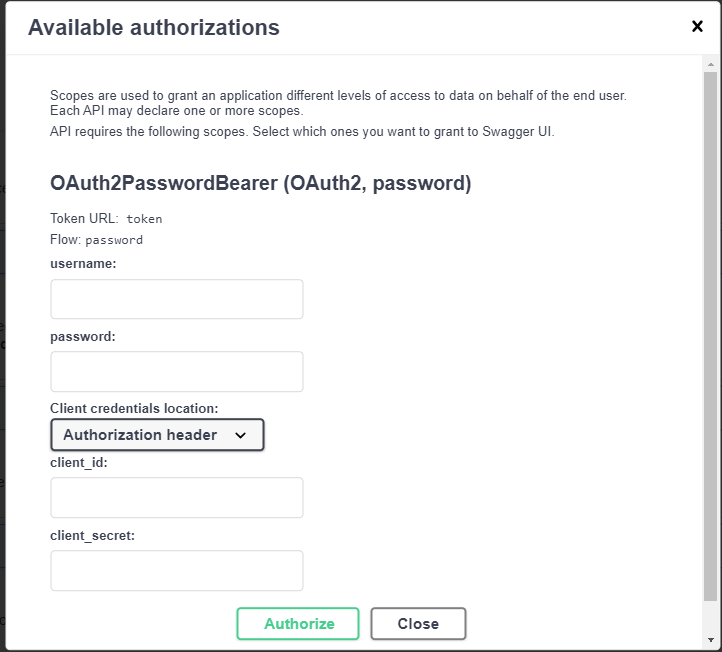 Available authorizations
Scopes are used to grant an application different levels of access to data on behalf of the end user.
Each API may declare one or more scopes.
API requires the following scopes. Select which ones you want to grant to Swagger UI.
OAuth2PasswordBearer (OAuth2, password)
Token URL: token
Flow: password
username:
password:
Client credentials location:
Authorization header
client_id:
client_secret:
Authorize Close